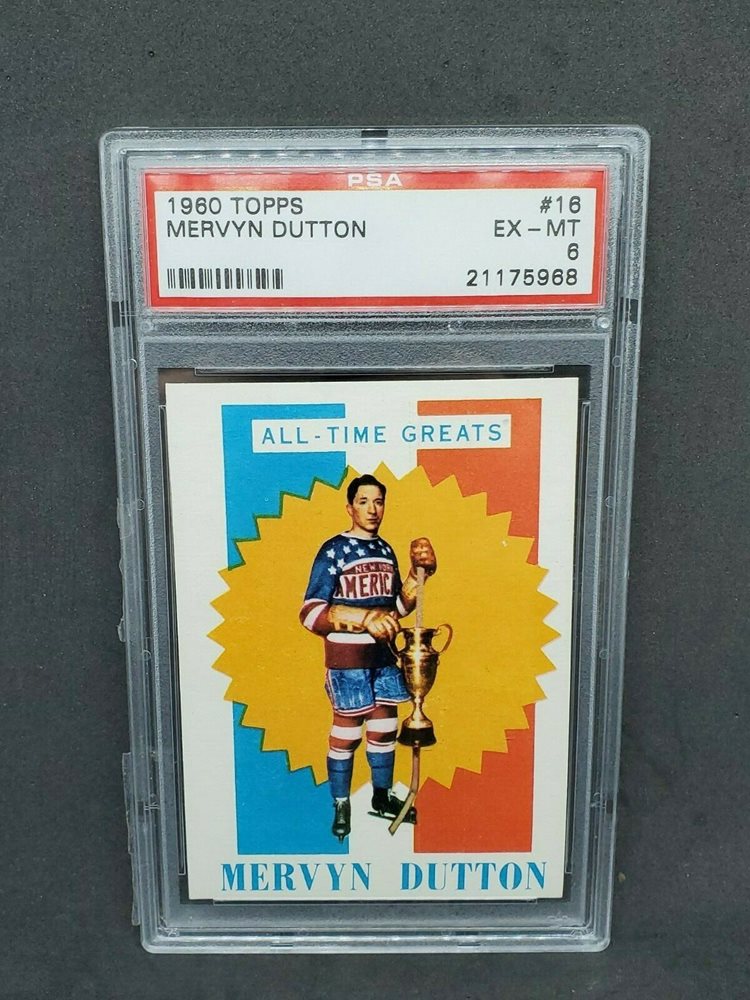 PSA
1960 TOPPS #16
MERVYN DUTTON EX - MT
6
21175968
ALL-TIME GREATS
NEW YORK
AMERIC
MERVYN DUTTON